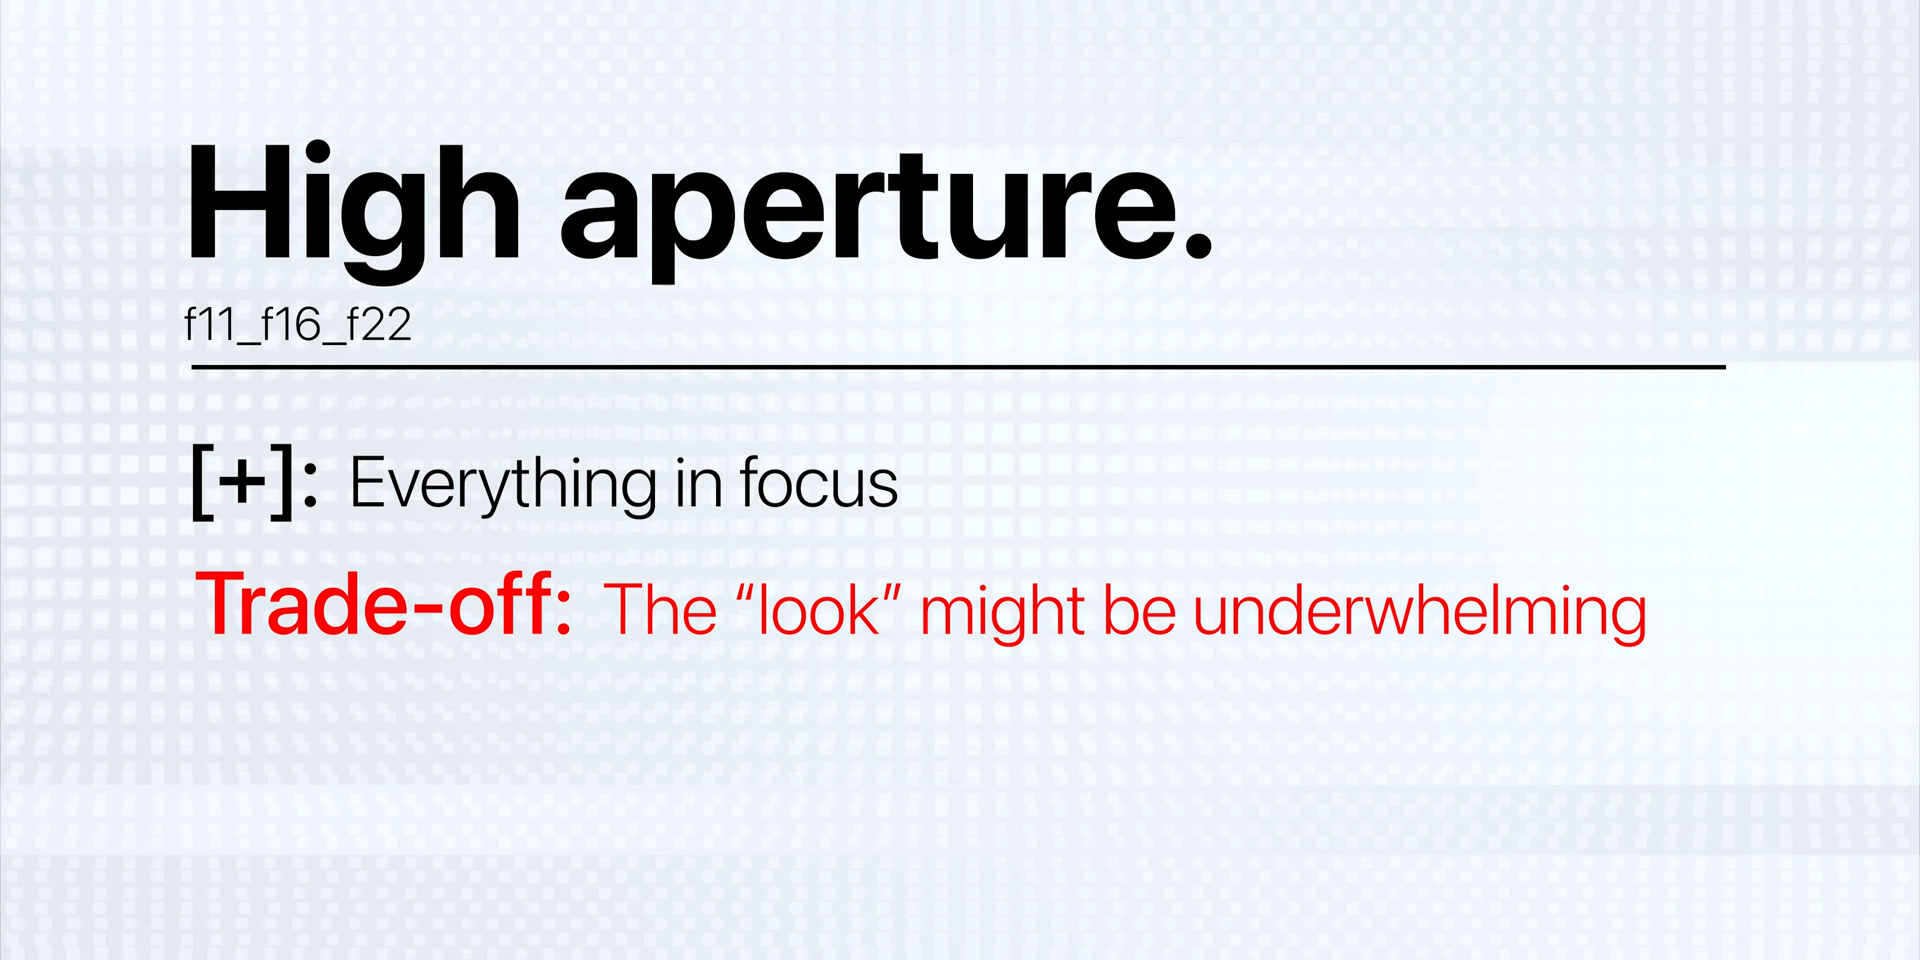 High aperture.
f11_f16_f22
[+]: Everything in focus
Trade-off: The “look” might be underwhelming